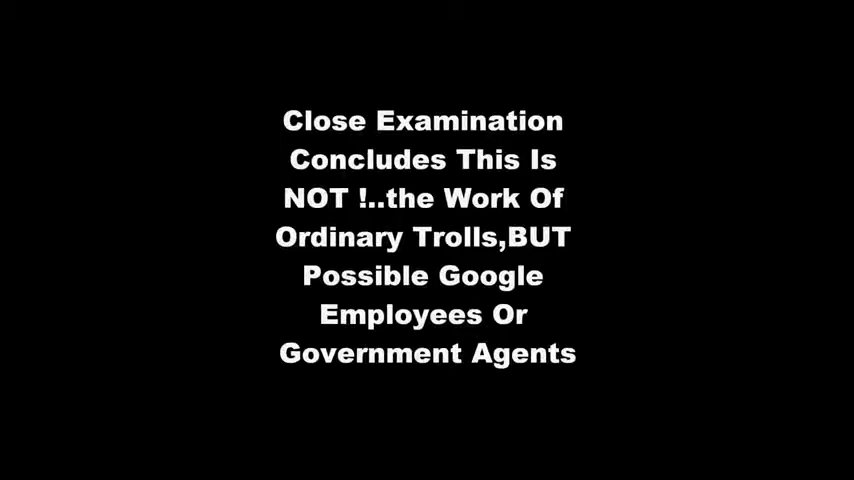 Close Examination
Concludes This Is
NOT !..the Work Of
Ordinary Trolls,BUT
Possible Google
Employees Or
Government Agents